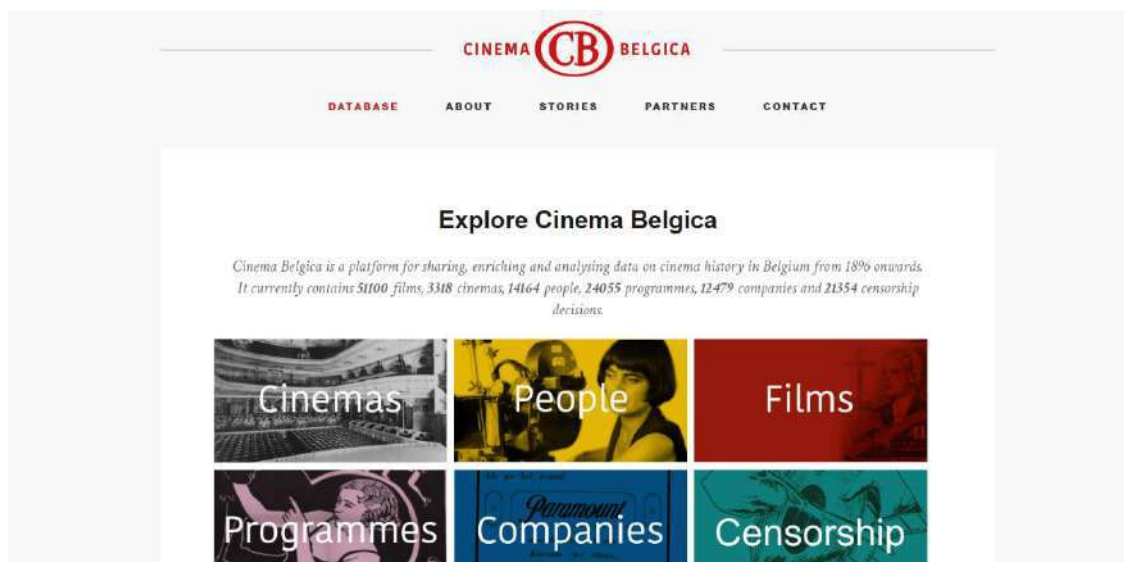 CINEMA CB BELGICA
DATABASE ABOUT STORIES PARTNERS CONTACT
Explore Cinema Belgica
Cinema Belgica is a platform for sharing, enriching and analysing data on cinema history in Belgium from 1896 onwards.
It currently contains 51100 films, 3318 cinemas, 14164 people, 24055 programmes, 12479 companies and 21354 censorship
decisions.
Cinemas People Films
Paramount
Programmes Companies Censorship